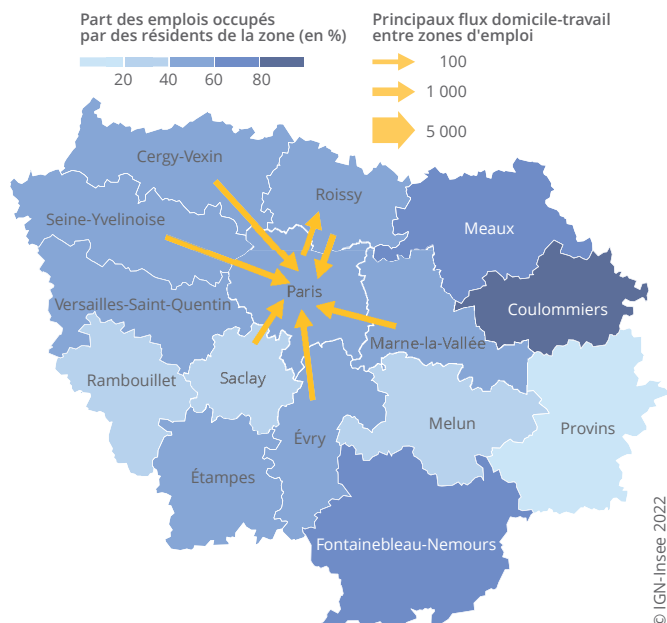 Part des emplois occupés
par des résidents de la zone (en %)
20 40 60 80
Principaux flux domicile-travail
entre zones d'emploi
100
1 000
5 000
Cergy-Vexin
Roissy
Seine-Yvelinoise
Meaux
Paris
Versailles-Saint-Quentin
Coulommiers
Marne-la-Vallée
Rambouillet
Saclay
Melun
Provins
Évry
Étampes
Fontainebleau-Nemours
© IGN-Insee 2022